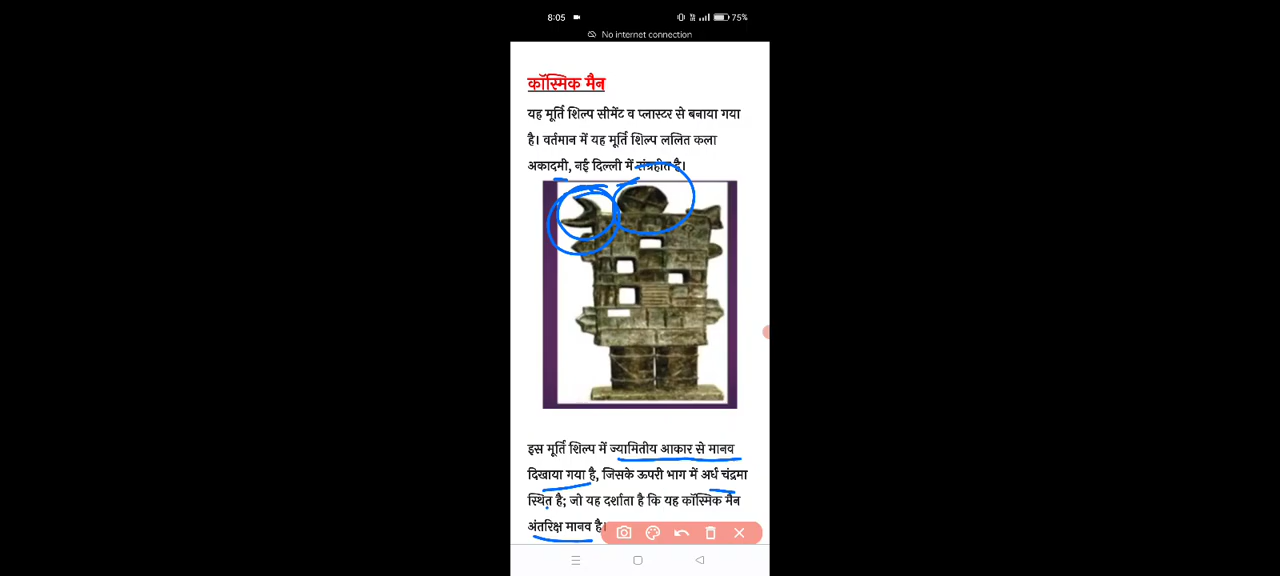 8:05
75%
No internet connection
कॉस्मिक मैन
यह मूर्ति शिल्प सीमेंट व प्लास्टर से बनाया गया
है। वर्तमान में यह मूर्ति शिल्प ललित कला
अकादमी, नई दिल्ली में संग्रहीत है।
इस मूर्ति शिल्प में ज्यामितीय आकार से मानव
दिखाया गया है, जिसके ऊपरी भाग में अर्ध चंद्रमा
स्थित है; जो यह दर्शाता है कि यह कॉस्मिक मैन
अंतरिक्ष मानव है।